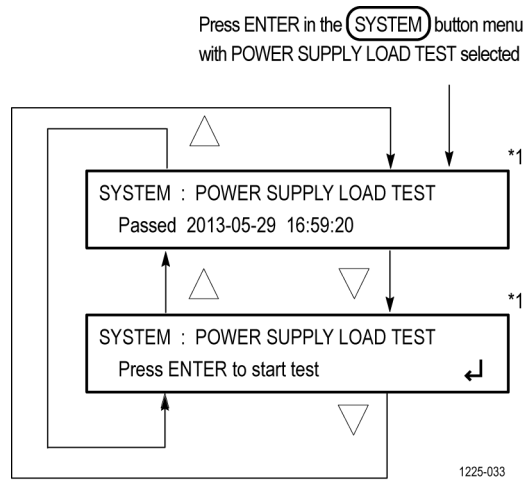 Press ENTER in the SYSTEM button menu
with POWER SUPPLY LOAD TEST selected
*1
SYSTEM : POWER SUPPLY LOAD TEST
Passed 2013-05-29 16:59:20
*1
SYSTEM : POWER SUPPLY LOAD TEST
Press ENTER to start test ↵
1225-033